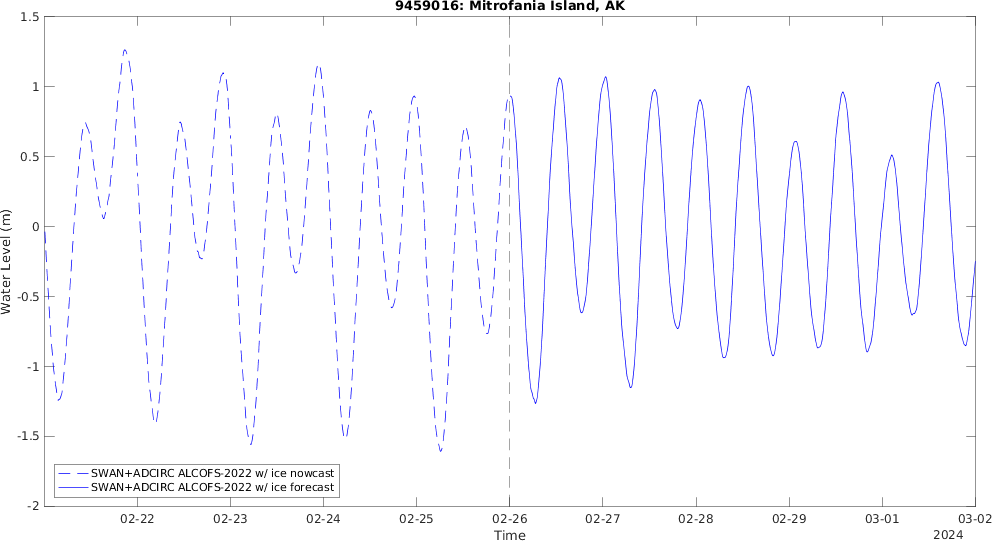 9459016: Mitrofania Island, AK
1.5
1
0.5
0
-0.5
-1
-1.5
-2
Water Level (m)
SWAN+ADCIRC ALCOFS-2022 w/ ice nowcast
SWAN+ADCIRC ALCOFS-2022 w/ ice forecast
02-22 02-23 02-24 02-25 02-26 02-27 02-28 02-29 03-01 03-02
Time
2024